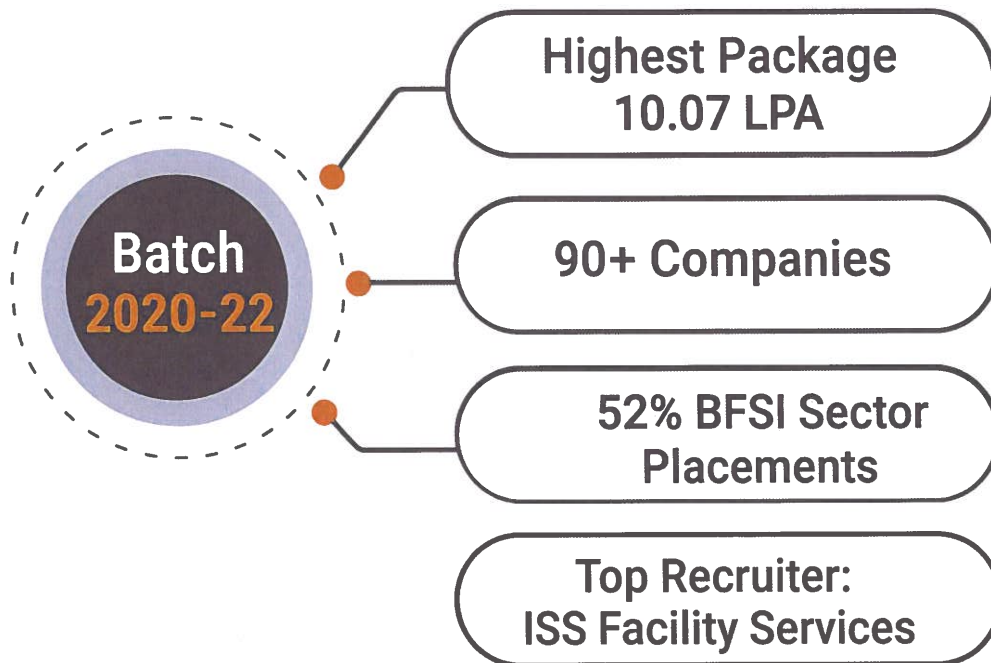 Batch
2020-22
Highest Package
10.07 LPA
90+ Companies
52% BFSI Sector
Placements
Top Recruiter:
ISS Facility Services